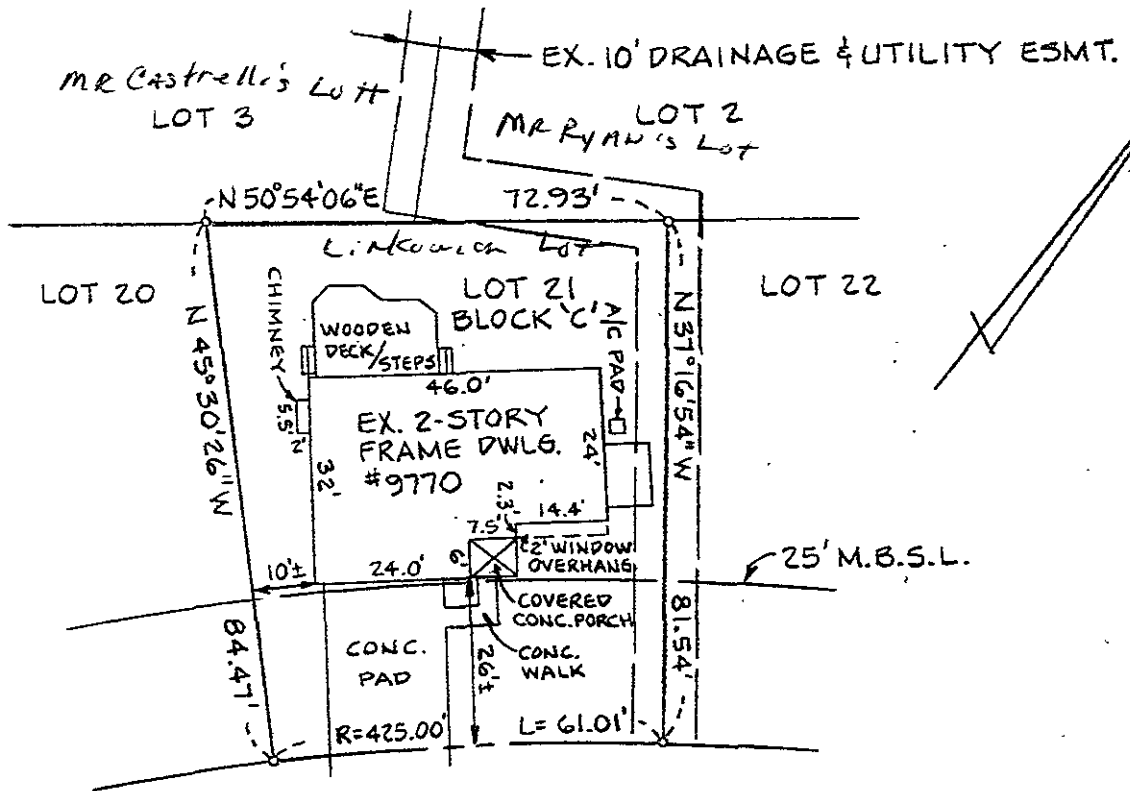 EX. 10' DRAINAGE & UTILITY ESMT.
MR Castrelli's Lott
LOT 3
LOT 2
MR RYAN'S Lot
N 50°54'06"E
72.93'
Lot
LOT 20
LOT 21
BLOCK 'C'
LOT 22
CHIMNEY
WOODEN
DECK/STEPS
A/C PAD
N 45°30'26"W
N 37°16'54"W
46.0'
5.5'
2'
EX. 2-STORY
FRAME DWLG.
#9770
32'
24'
2.3'
14.4'
7.5'
6'
2' WINDOW
OVERHANG
10'±
24.0'
25' M.B.S.L.
COVERED
CONC. PORCH
CONC.
WALK
CONC.
PAD
26'±
84.47'
81.54'
R=425.00'
L= 61.01'